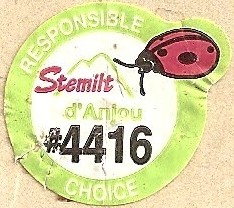 RESPONSIBLE
Stemilt
d'Anjou
#4416
CHOICE